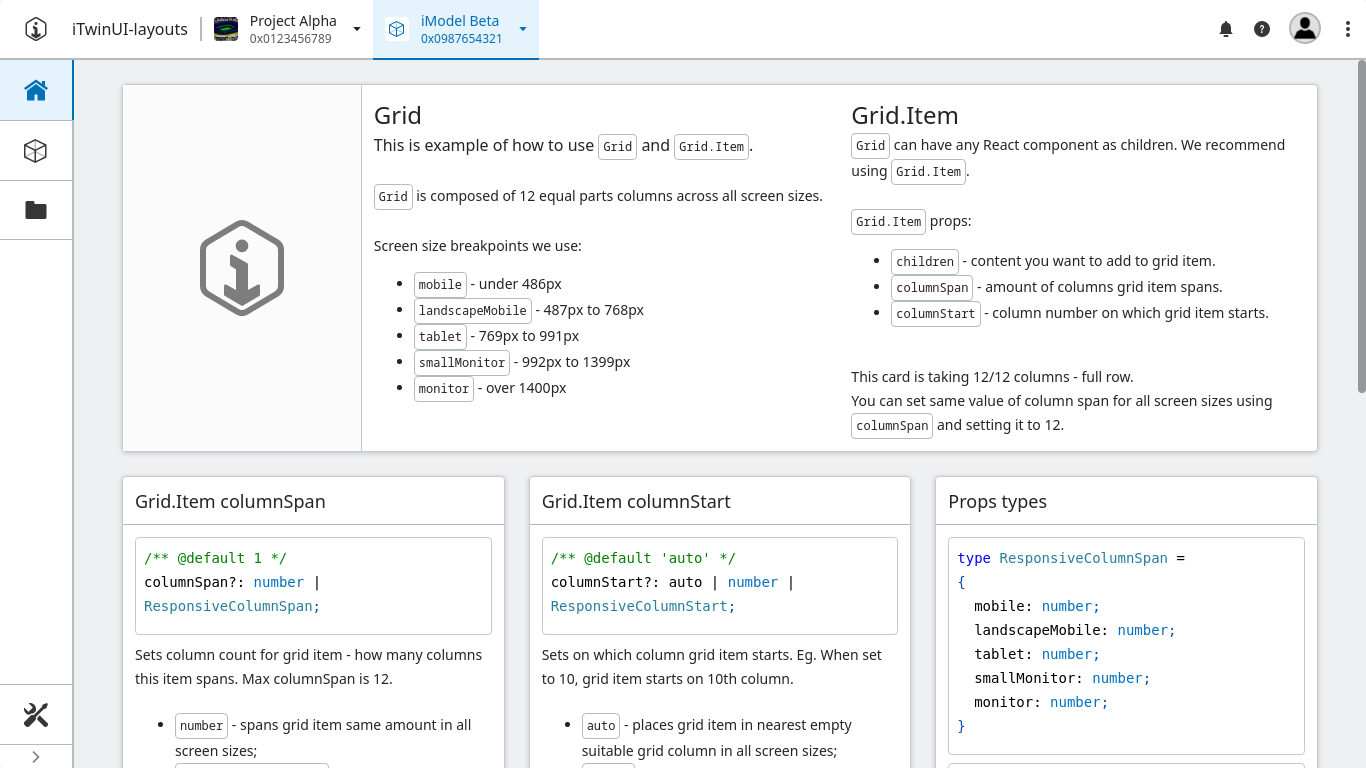 iTwinUI-layouts
Project Alpha
0x0123456789
iModel Beta
0x0987654321
Grid
This is example of how to use Grid and Grid.Item.
Grid is composed of 12 equal parts columns across all screen sizes.
Screen size breakpoints we use:
mobile - under 486px
landscapeMobile - 487px to 768px
tablet - 769px to 991px
smallMonitor - 992px to 1399px
monitor - over 1400px
Grid.Item
Grid can have any React component as children. We recommend
using Grid.Item.
Grid.Item props:
children - content you want to add to grid item.
columnSpan - amount of columns grid item spans.
columnStart - column number on which grid item starts.
This card is taking 12/12 columns - full row.
You can set same value of column span for all screen sizes using
columnSpan and setting it to 12.
Grid.Item columnSpan
/** @default 1 */
columnSpan?: number |
ResponsiveColumnSpan;
Sets column count for grid item - how many columns
this item spans. Max columnSpan is 12.
number - spans grid item same amount in all
screen sizes;
Grid.Item columnStart
/** @default 'auto' */
columnStart?: auto | number |
ResponsiveColumnStart;
Sets on which column grid item starts. Eg. When set
to 10, grid item starts on 10th column.
auto - places grid item in nearest empty
suitable grid column in all screen sizes;
Props types
type ResponsiveColumnSpan =
{
mobile: number;
landscapeMobile: number;
tablet: number;
smallMonitor: number;
monitor: number;
}